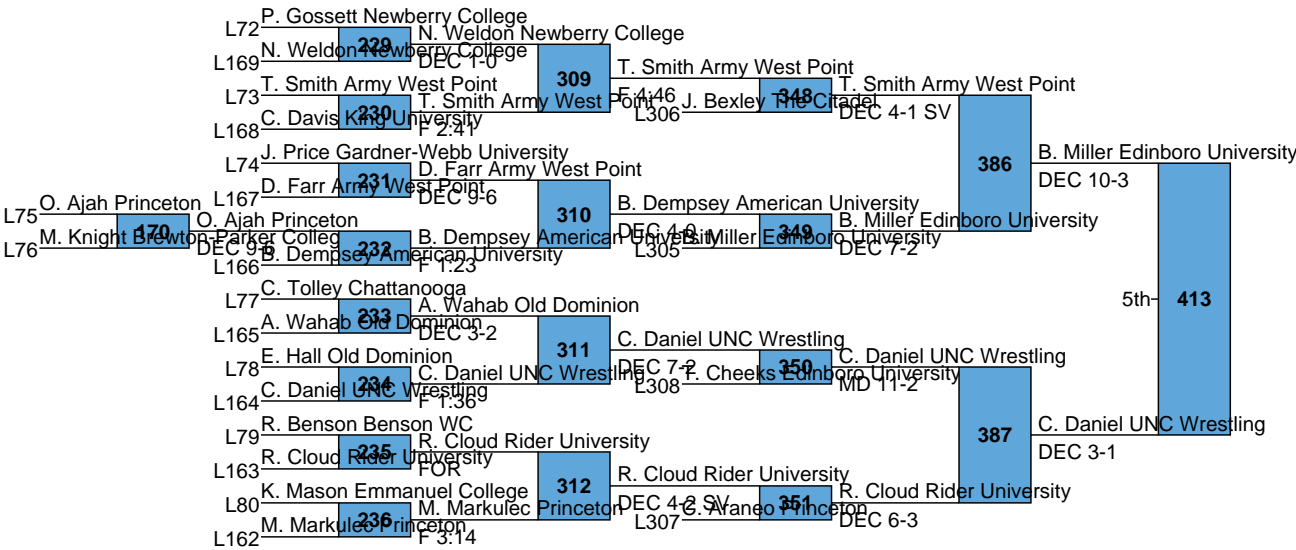 P. Gossett Newberry College
L72
229
N. Weldon Newberry College
L169
N. Weldon Newberry College
DEC 1-0
309
T. Smith Army West Point
F 4:46
L73
T. Smith Army West Point
230
T. Smith Army West Point
L168
C. Davis King University
F 2:41
L306
J. Bexley The Citadel
348
T. Smith Army West Point
DEC 4-1 SV
L74
J. Price Gardner-Webb University
231
D. Farr Army West Point
L167
D. Farr Army West Point
DEC 9-6
310
B. Dempsey American University
DEC 4-0
L75
O. Ajah Princeton
170
O. Ajah Princeton
L76
M. Knight Brewton-Parker College
DEC 9-6
232
B. Dempsey American University
L166
B. Dempsey American University
F 1:23
L305
B. Miller Edinboro University
349
B. Miller Edinboro University
DEC 7-2
386
B. Miller Edinboro University
DEC 10-3
L77
C. Tolley Chattanooga
233
A. Wahab Old Dominion
L165
A. Wahab Old Dominion
DEC 3-2
311
C. Daniel UNC Wrestling
DEC 7-2
L78
E. Hall Old Dominion
234
C. Daniel UNC Wrestling
L164
C. Daniel UNC Wrestling
F 1:36
L308
T. Cheeks Edinboro University
350
C. Daniel UNC Wrestling
MD 11-2
L79
R. Benson Benson WC
235
R. Cloud Rider University
L163
R. Cloud Rider University
FOR
312
R. Cloud Rider University
DEC 4-2 SV
L80
K. Mason Emmanuel College
236
M. Markulec Princeton
L162
M. Markulec Princeton
F 3:14
L307
C. Araneo Princeton
351
R. Cloud Rider University
DEC 6-3
387
C. Daniel UNC Wrestling
DEC 3-1
5th
413